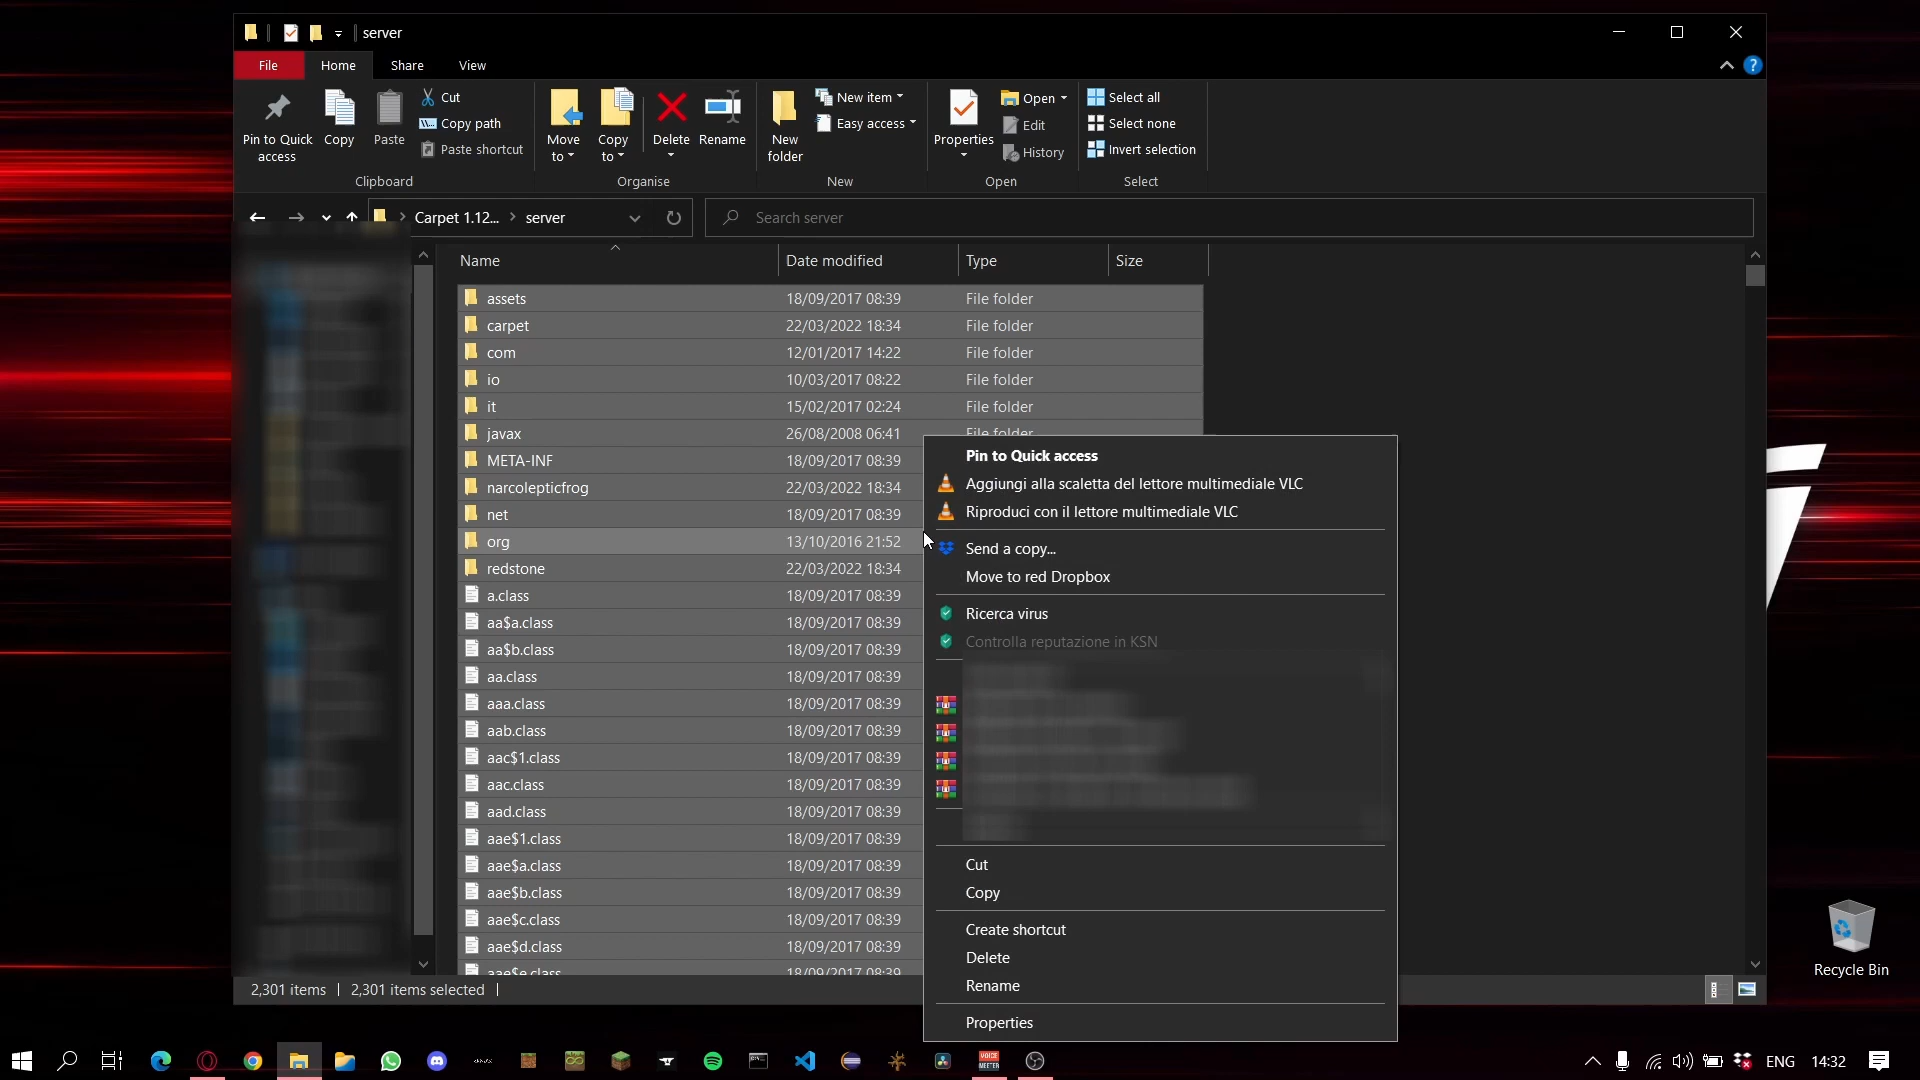 server
File
Home
Share
View
Pin to Quick access
Copy
Paste
Cut
Copy path
Paste shortcut
Clipboard
Move to
Copy to
Delete
Rename
Organise
New folder
New item
Easy access
New
Properties
Open
Edit
History
Open
Select all
Select none
Invert selection
Select
Carpet 1.12...
server
Search server
Name Date modified Type Size
assets 18/09/2017 08:39 File folder
carpet 22/03/2022 18:34 File folder
com 12/01/2017 14:22 File folder
io 10/03/2017 08:22 File folder
it 15/02/2017 02:24 File folder
javax 26/08/2008 06:41 File folder
META-INF 18/09/2017 08:39
narcolepticfrog 22/03/2022 18:34
net 18/09/2017 08:39
org 13/10/2016 21:52
redstone 22/03/2022 18:34
a.class 18/09/2017 08:39
aa$a.class 18/09/2017 08:39
aa$b.class 18/09/2017 08:39
aa.class 18/09/2017 08:39
aaa.class 18/09/2017 08:39
aab.class 18/09/2017 08:39
aac$1.class 18/09/2017 08:39
aac.class 18/09/2017 08:39
aad.class 18/09/2017 08:39
aae$1.class 18/09/2017 08:39
aae$a.class 18/09/2017 08:39
aae$b.class 18/09/2017 08:39
aae$c.class 18/09/2017 08:39
aae$d.class 18/09/2017 08:39
aae$e.class 18/09/2017 08:39
Pin to Quick access
Aggiungi alla scaletta del lettore multimediale VLC
Riproduci con il lettore multimediale VLC
Send a copy...
Move to red Dropbox
Ricerca virus
Controlla reputazione in KSN
Cut
Copy
Create shortcut
Delete
Rename
Properties
2,301 items
2,301 items selected
Recycle Bin
VOICE MEETER
ENG
14:32